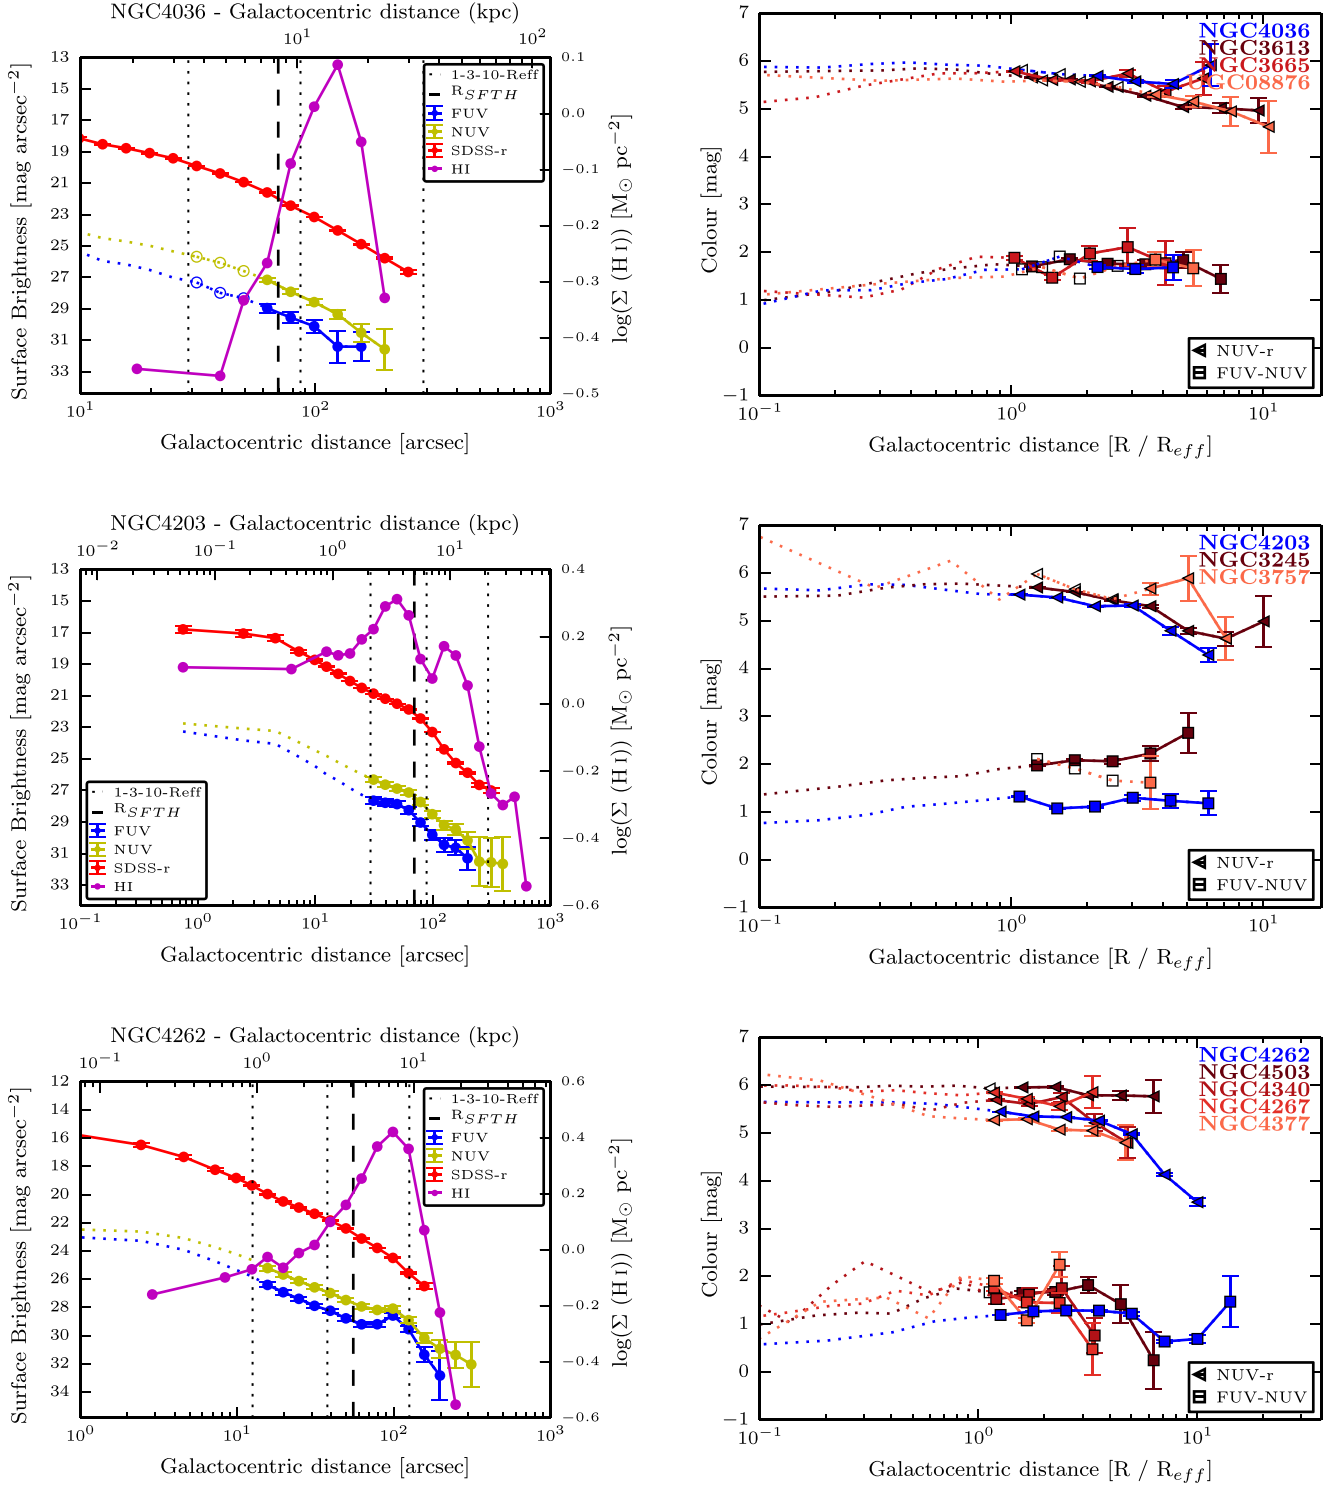 NGC4036 - Galactocentric distance (kpc)
10^1 10^2
13
15
17
19
21
23
25
27
29
31
33
Surface Brightness [mag arcsec^−2]
0.1
0.0
−0.1
−0.2
−0.3
−0.4
−0.5
log(Σ (HI)) [M⊙ pc^−2]
1-3-10-Reff
R_SFTH
FUV
NUV
SDSS-r
HI
10^1 10^2 10^3
Galactocentric distance [arcsec]
7
6
5
4
3
2
1
0
−1
Colour [mag]
NGC4036
NGC3613
NGC3665
UGC08876
NUV-r
FUV-NUV
10^−1 10^0 10^1
Galactocentric distance [R / R_eff]
NGC4203 - Galactocentric distance (kpc)
10^−2 10^−1 10^0 10^1
15
17
19
21
23
25
27
29
31
33
Surface Brightness [mag arcsec^−2]
0.4
0.2
0.0
−0.2
−0.4
−0.6
log(Σ (HI)) [M⊙ pc^−2]
1-3-10-Reff
R_SFTH
FUV
NUV
SDSS-r
HI
10^−1 10^0 10^1 10^2 10^3
Galactocentric distance [arcsec]
7
6
5
4
3
2
1
0
−1
Colour [mag]
NGC4203
NGC3245
NGC3757
NUV-r
FUV-NUV
10^−1 10^0 10^1
Galactocentric distance [R / R_eff]
NGC4262 - Galactocentric distance (kpc)
10^−1 10^0 10^1
12
14
16
18
20
22
24
26
28
30
32
34
Surface Brightness [mag arcsec^−2]
0.6
0.4
0.2
0.0
−0.2
−0.4
−0.6
log(Σ (HI)) [M⊙ pc^−2]
1-3-10-Reff
R_SFTH
FUV
NUV
SDSS-r
HI
10^0 10^1 10^2 10^3
Galactocentric distance [arcsec]
7
6
5
4
3
2
1
0
−1
Colour [mag]
NGC4262
NGC4503
NGC4340
NGC4267
NGC4377
NUV-r
FUV-NUV
10^−1 10^0 10^1
Galactocentric distance [R / R_eff]